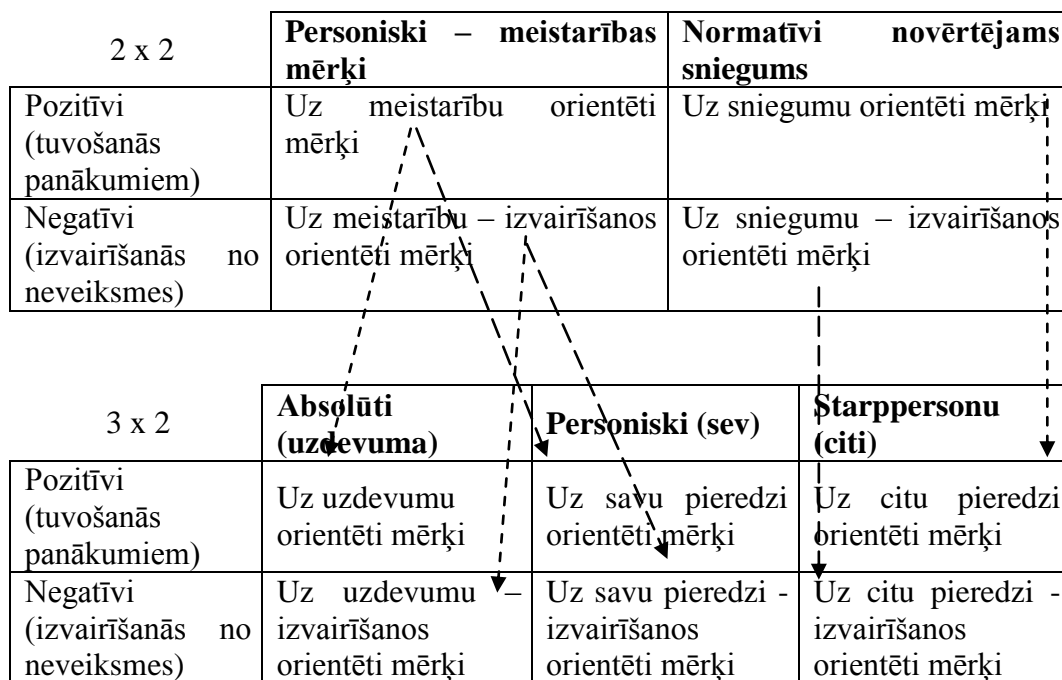 2 x 2
Personiski – meistarības
mērķi
Normatīvi novērtējams
sniegums
Pozitīvi
(tuvošanās
panākumiem)
Uz meistarību orientēti
mērķi
Uz sniegumu orientēti mērķi
Negatīvi
(izvairīšanās no
neveiksmes)
Uz meistarību – izvairīšanos
orientēti mērķi
Uz sniegumu – izvairīšanos
orientēti mērķi
3 x 2
Absolūti
(uzdevuma)
Personiski (sev)
Starppersonu
(citi)
Pozitīvi
(tuvošanās
panākumiem)
Uz uzdevumu
orientēti mērķi
Uz savu pieredzi
orientēti mērķi
Uz citu pieredzi
orientēti mērķi
Negatīvi
(izvairīšanās no
neveiksmes)
Uz uzdevumu –
izvairīšanos
orientēti mērķi
Uz savu pieredzi -
izvairīšanos
orientēti mērķi
Uz citu pieredzi -
izvairīšanos
orientēti mērķi